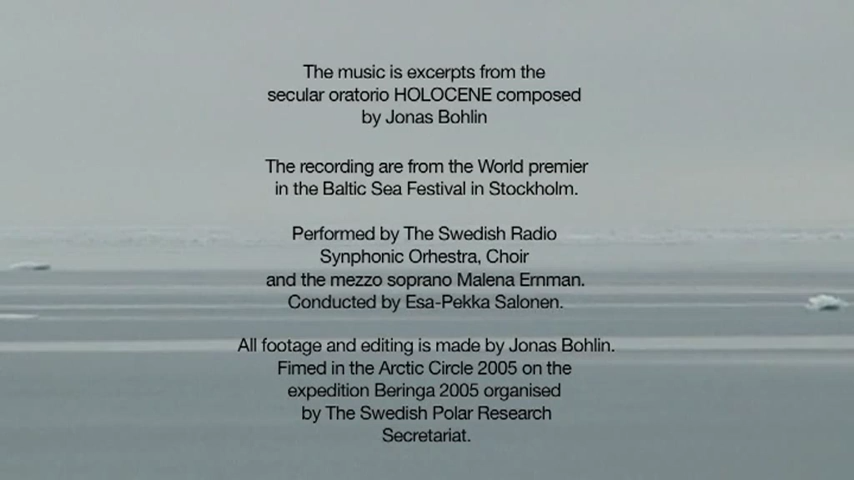 The music is excerpts from the
secular oratorio HOLOCENE composed
by Jonas Bohlin
The recording are from the World premier
in the Baltic Sea Festival in Stockholm.
Performed by The Swedish Radio
Synphonic Orhestra, Choir
and the mezzo soprano Malena Ernman.
Conducted by Esa-Pekka Salonen.
All footage and editing is made by Jonas Bohlin.
Fimed in the Arctic Circle 2005 on the
expedition Beringa 2005 organised
by The Swedish Polar Research
Secretariat.